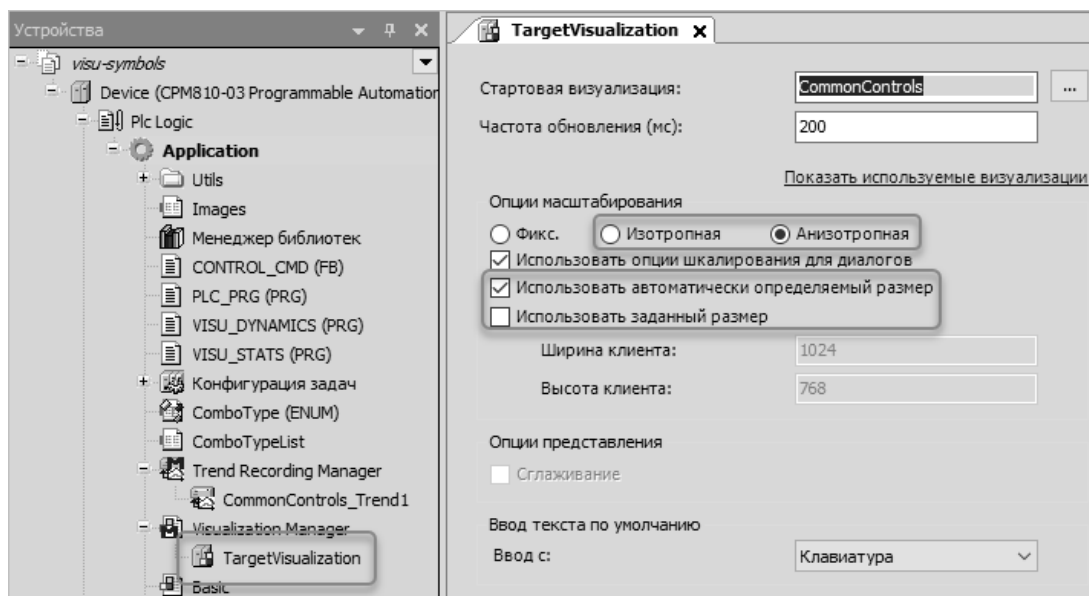 Устройства
visu-symbols
Device (CPM810-03 Programmable Automation
Plc Logic
Application
Utils
Images
Менеджер библиотек
CONTROL_CMD (FB)
PLC_PRG (PRG)
VISU_DYNAMICS (PRG)
VISU_STATS (PRG)
Конфигурация задач
ComboType (ENUM)
ComboTypeList
Trend Recording Manager
CommonControls_Trend1
Visualization Manager
TargetVisualization
Basic
TargetVisualization
Стартовая визуализация: CommonControls ...
Частота обновления (мс): 200
Показать используемые визуализации
Опции масштабирования
Фикс. Изотропная Анизотропная
Использовать опции шкалирования для диалогов
Использовать автоматически определяемый размер
Использовать заданный размер
Ширина клиента: 1024
Высота клиента: 768
Опции представления
Сглаживание
Ввод текста по умолчанию
Ввод с: Клавиатура